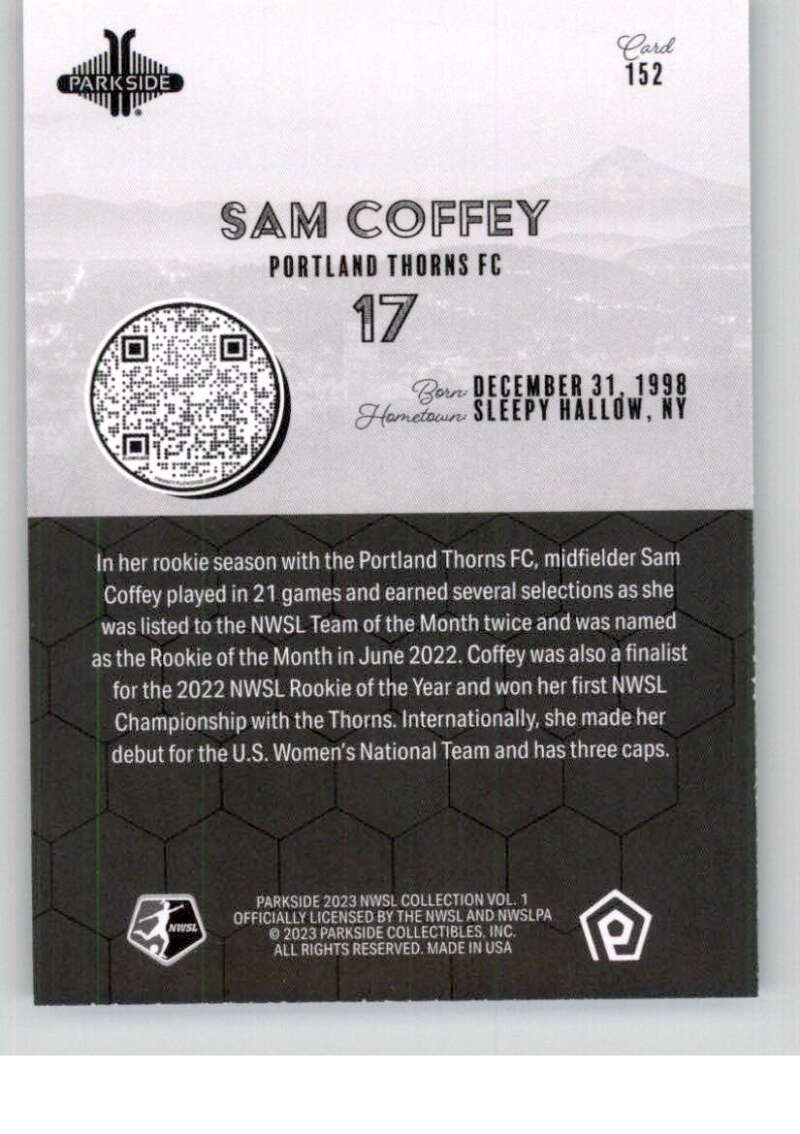 PARKSIDE
Card
152
SAM COFFEY
PORTLAND THORNS FC
17
Born: DECEMBER 31, 1998
Hometown: SLEEPY HALLOW, NY
In her rookie season with the Portland Thorns FC, midfielder Sam
Coffey played in 21 games and earned several selections as she
was listed to the NWSL Team of the Month twice and was named
as the Rookie of the Month in June 2022. Coffey was also a finalist
for the 2022 NWSL Rookie of the Year and won her first NWSL
Championship with the Thorns. Internationally, she made her
debut for the U.S. Women's National Team and has three caps.
NWSL
PARKSIDE 2023 NWSL COLLECTION VOL. 1
OFFICIALLY LICENSED BY THE NWSL AND NWSLPA
© 2023 PARKSIDE COLLECTIBLES, INC.
ALL RIGHTS RESERVED. MADE IN USA